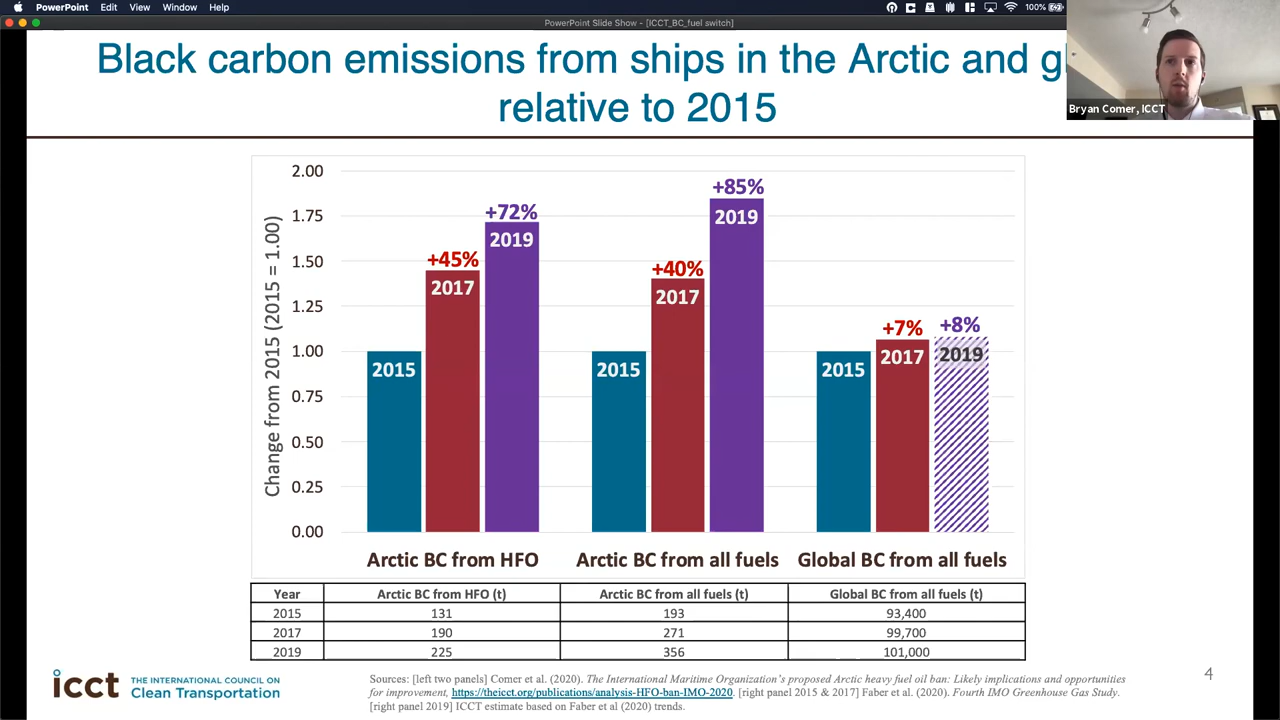 PowerPoint Edit View Window Help
100%
PowerPoint Slide Show - [ICCT_BC_fuel switch]
Black carbon emissions from ships in the Arctic and
relative to 2015
Bryan Comer, ICCT
Change from 2015 (2015 = 1.00)
2.00
1.75
1.50
1.25
1.00
0.75
0.50
0.25
0.00
2015
+45%
2017
+72%
2019
2015
+40%
2017
+85%
2019
2015
+7%
2017
+8%
2019
Arctic BC from HFO Arctic BC from all fuels Global BC from all fuels
Year Arctic BC from HFO (t) Arctic BC from all fuels (t) Global BC from all fuels (t)
2015 131 193 93,400
2017 190 271 99,700
2019 225 356 101,000
icct THE INTERNATIONAL COUNCIL ON
Clean Transportation
Sources: [left two panels] Comer et al. (2020). The International Maritime Organization's proposed Arctic heavy fuel oil ban: Likely implications and opportunities
for improvement, https://theicct.org/publications/analysis-HFO-ban-IMO-2020. [right panel 2015 & 2017] Faber et al. (2020). Fourth IMO Greenhouse Gas Study.
[right panel 2019] ICCT estimate based on Faber et al (2020) trends.
4